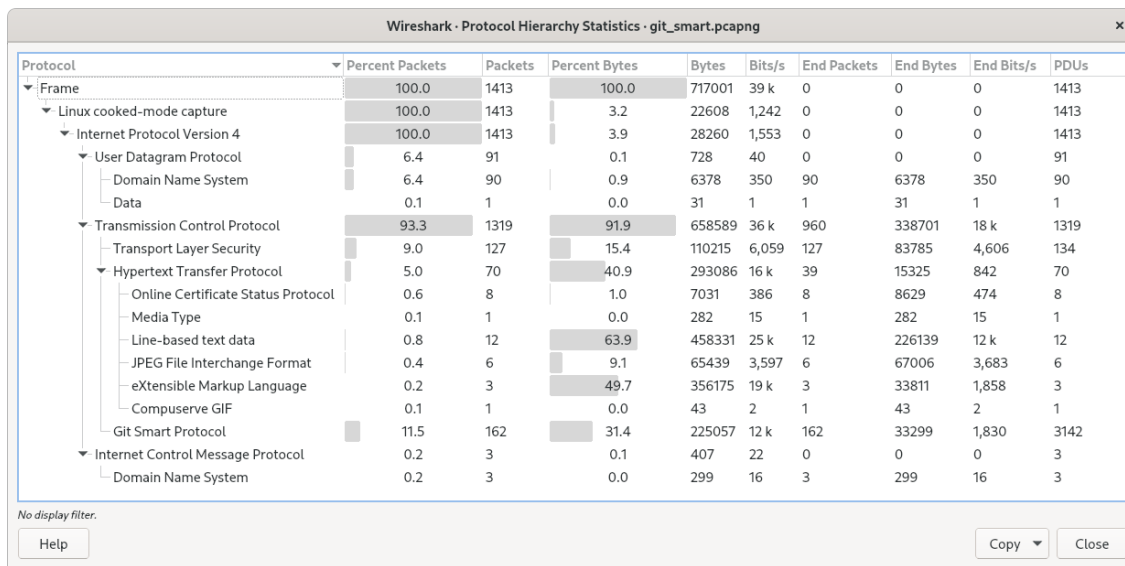 Wireshark · Protocol Hierarchy Statistics · git_smart.pcapng ×
Protocol Percent Packets Packets Percent Bytes Bytes Bits/s End Packets End Bytes End Bits/s PDUs
Frame 100.0 1413 100.0 717001 39 k 0 0 0 1413
Linux cooked-mode capture 100.0 1413 3.2 22608 1,242 0 0 0 1413
Internet Protocol Version 4 100.0 1413 3.9 28260 1,553 0 0 0 1413
User Datagram Protocol 6.4 91 0.1 728 40 0 0 0 91
Domain Name System 6.4 90 0.9 6378 350 90 6378 350 90
Data 0.1 1 0.0 31 1 1 31 1 1
Transmission Control Protocol 93.3 1319 91.9 658589 36 k 960 338701 18 k 1319
Transport Layer Security 9.0 127 15.4 110215 6,059 127 83785 4,606 134
Hypertext Transfer Protocol 5.0 70 40.9 293086 16 k 39 15325 842 70
Online Certificate Status Protocol 0.6 8 1.0 7031 386 8 8629 474 8
Media Type 0.1 1 0.0 282 15 1 282 15 1
Line-based text data 0.8 12 63.9 458331 25 k 12 226139 12 k 12
JPEG File Interchange Format 0.4 6 9.1 65439 3,597 6 67006 3,683 6
eXtensible Markup Language 0.2 3 49.7 356175 19 k 3 33811 1,858 3
Compuserve GIF 0.1 1 0.0 43 2 1 43 2 1
Git Smart Protocol 11.5 162 31.4 225057 12 k 162 33299 1,830 3142
Internet Control Message Protocol 0.2 3 0.1 407 22 0 0 0 3
Domain Name System 0.2 3 0.0 299 16 3 299 16 3
No display filter.
Help Copy Close